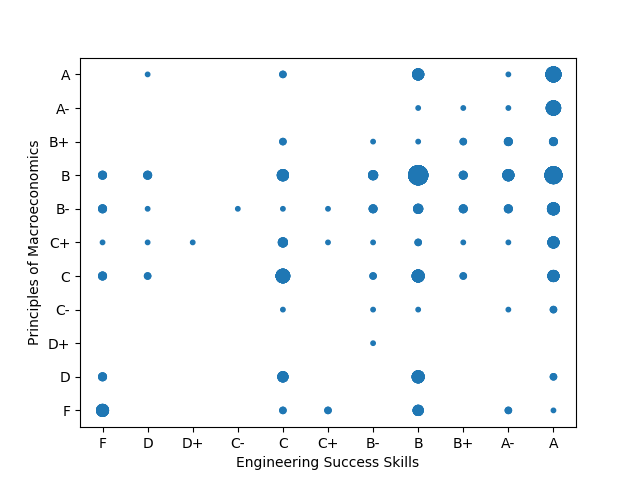 A
A-
B+
B
B-
C+
C
C-
D+
D
F
Principles of Macroeconomics
F D D+ C- C C+ B- B B+ A- A
Engineering Success Skills